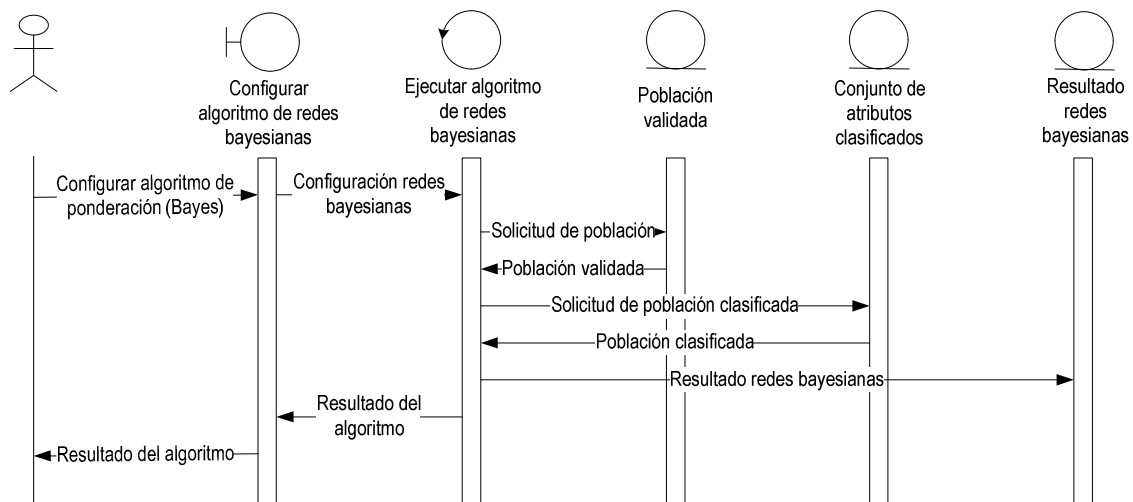 Configurar
algoritmo de redes
bayesianas
Ejecutar algoritmo
de redes
bayesianas
Población
validada
Conjunto de
atributos
clasificados
Resultado
redes
bayesianas
Configurar algoritmo de
ponderación (Bayes)
Configuración redes
bayesianas
Solicitud de población
Población validada
Solicitud de población clasificada
Población clasificada
Resultado redes bayesianas
Resultado del
algoritmo
Resultado del algoritmo